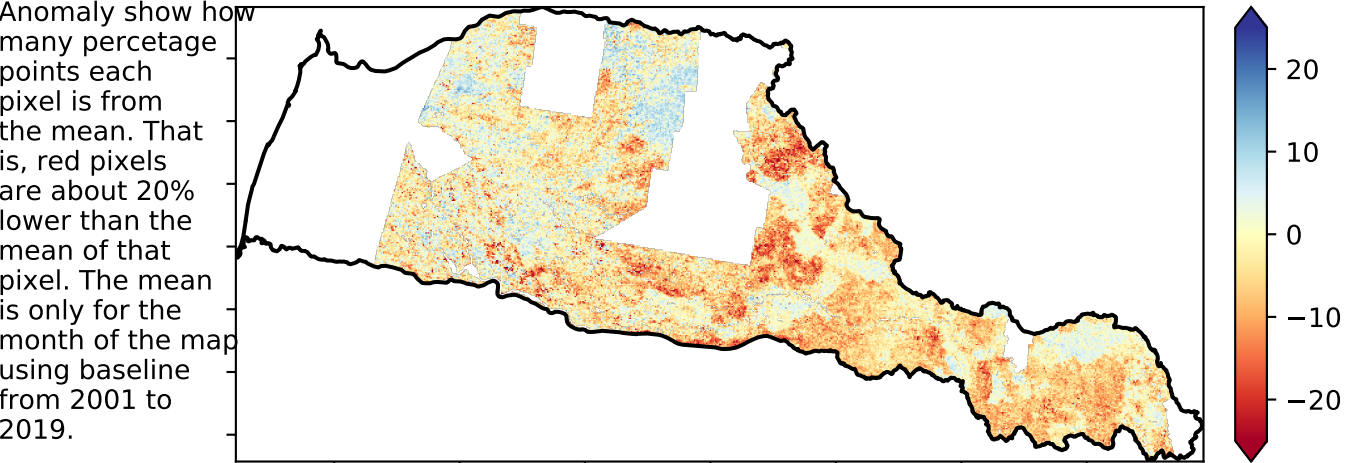 Anomaly show how
many percetage
points each
pixel is from
the mean. That
is, red pixels
are about 20%
lower than the
mean of that
pixel. The mean
is only for the
month of the map
using baseline
from 2001 to
2019.
20
10
0
−10
−20